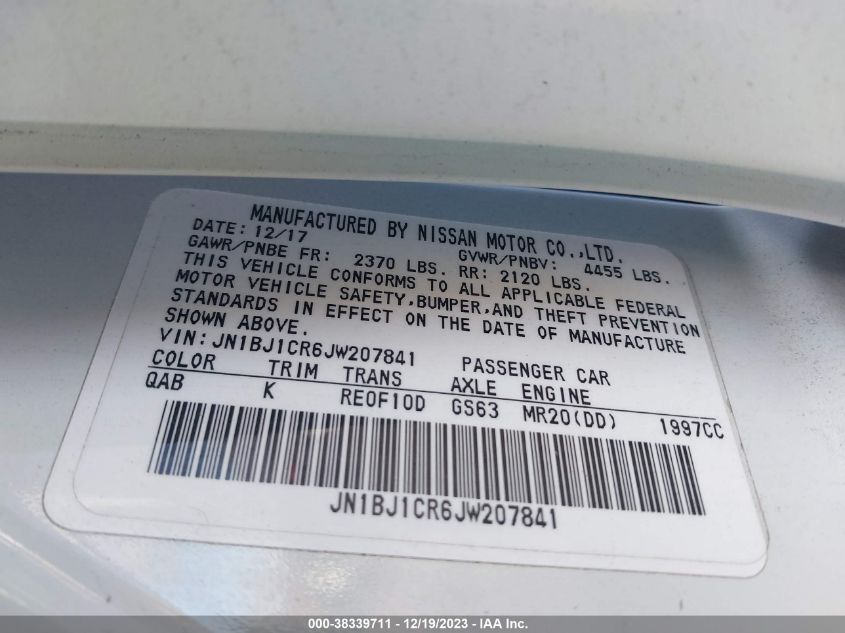 MANUFACTURED BY NISSAN MOTOR CO.,LTD.
DATE: 12/17 GVWR/PNBV: 4455 LBS.
GAWR/PNBE FR: 2370 LBS. RR: 2120 LBS.
THIS VEHICLE CONFORMS TO ALL APPLICABLE FEDERAL
MOTOR VEHICLE SAFETY,BUMPER,AND THEFT PREVENTION
STANDARDS IN EFFECT ON THE DATE OF MANUFACTURE
SHOWN ABOVE.
VIN:JN1BJ1CR6JW207841 PASSENGER CAR
COLOR TRIM TRANS AXLE ENGINE
QAB K RE0F10D GS63 MR20(DD) 1997CC
JN1BJ1CR6JW207841
000-38339711 - 12/19/2023 - IAA Inc.